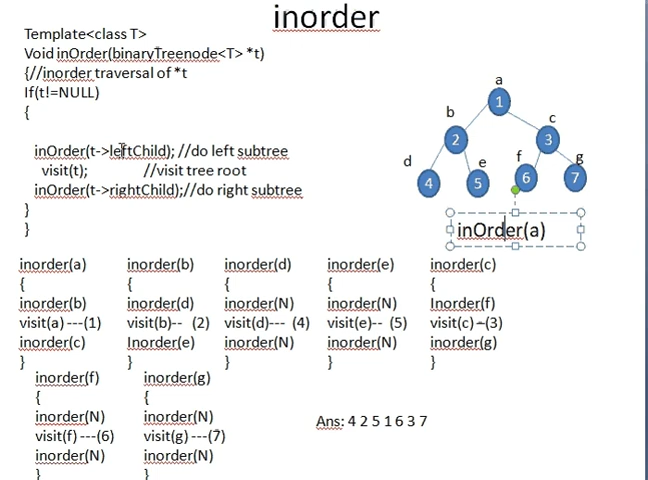 inorder
Template<class T>
Void inOrder(binaryTreenode<T> *t)
{//inorder traversal of *t
If(t!=NULL)
{
inOrder(t->leftChild); //do left subtree
visit(t); //visit tree root
inOrder(t->rightChild);//do right subtree
}
}
a
1
b
c
2
3
d
e
f
g
4
5
6
7
inOrder(a)
inorder(a)
{
inorder(b)
visit(a) ---(1)
inorder(c)
}
inorder(b)
{
inorder(d)
visit(b)-- (2)
Inorder(e)
}
inorder(d)
{
inorder(N)
visit(d)--- (4)
inorder(N)
}
inorder(e)
{
inorder(N)
visit(e)-- (5)
inorder(N)
}
inorder(c)
{
Inorder(f)
visit(c) –(3)
inorder(g)
}
inorder(f)
{
inorder(N)
visit(f) ---(6)
inorder(N)
}
inorder(g)
{
inorder(N)
visit(g) ---(7)
inorder(N)
}
Ans: 4 2 5 1 6 3 7